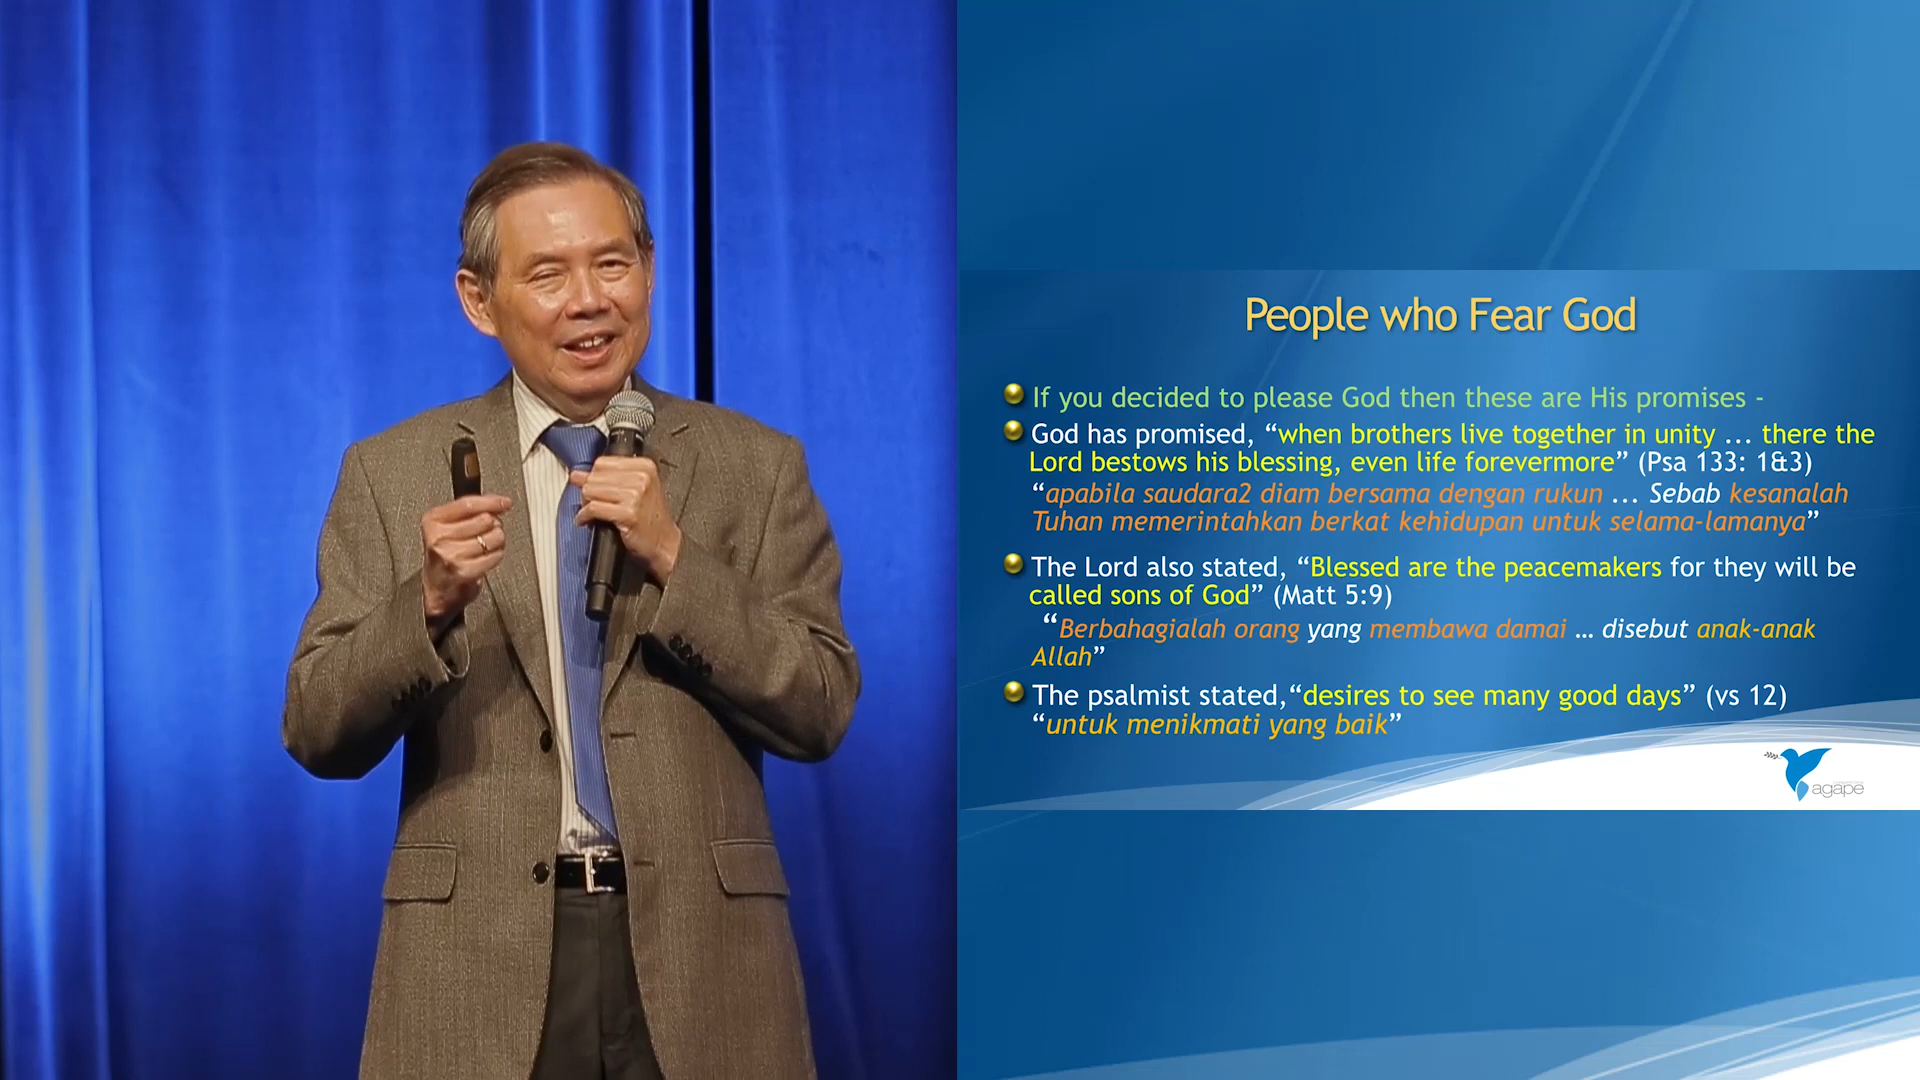 People who Fear God
If you decided to please God then these are His promises -
God has promised, “when brothers live together in unity ... there the
Lord bestows his blessing, even life forevermore” (Psa 133: 1&3)
“apabila saudara2 diam bersama dengan rukun ... Sebab kesanalah
Tuhan memerintahkan berkat kehidupan untuk selama-lamanya”
The Lord also stated, “Blessed are the peacemakers for they will be
called sons of God” (Matt 5:9)
“Berbahagialah orang yang membawa damai … disebut anak-anak
Allah”
The psalmist stated,“desires to see many good days” (vs 12)
“untuk menikmati yang baik”
agape